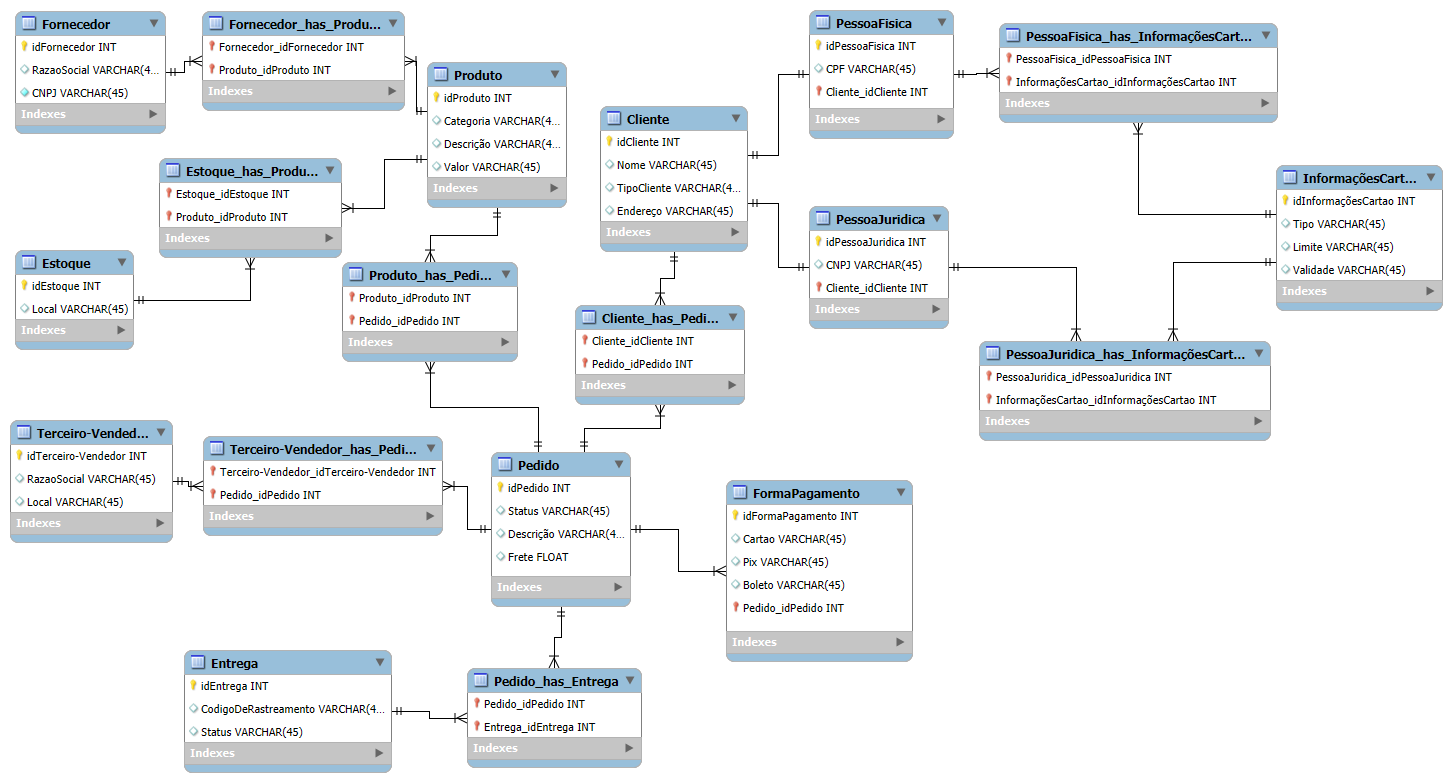 Fornecedor
idFornecedor INT
RazaoSocial VARCHAR(4...
CNPJ VARCHAR(45)
Indexes
Fornecedor_has_Produ...
Fornecedor_idFornecedor INT
Produto_idProduto INT
Indexes
Produto
idProduto INT
Categoria VARCHAR(4...
Descrição VARCHAR(4...
Valor VARCHAR(45)
Indexes
Estoque_has_Produ...
Estoque_idEstoque INT
Produto_idProduto INT
Indexes
Estoque
idEstoque INT
Local VARCHAR(45)
Indexes
Produto_has_Pedi...
Produto_idProduto INT
Pedido_idPedido INT
Indexes
Cliente
idCliente INT
Nome VARCHAR(45)
TipoCliente VARCHAR(4...
Endereço VARCHAR(45)
Indexes
PessoaFisica
idPessoaFisica INT
CPF VARCHAR(45)
Cliente_idCliente INT
Indexes
PessoaFisica_has_InformaçõesCart...
PessoaFisica_idPessoaFisica INT
InformaçõesCartao_idInformaçõesCartao INT
Indexes
InformaçõesCart...
idInformaçõesCartao INT
Tipo VARCHAR(45)
Limite VARCHAR(45)
Validade VARCHAR(45)
Indexes
PessoaJuridica
idPessoaJuridica INT
CNPJ VARCHAR(45)
Cliente_idCliente INT
Indexes
PessoaJuridica_has_InformaçõesCart...
PessoaJuridica_idPessoaJuridica INT
InformaçõesCartao_idInformaçõesCartao INT
Indexes
Cliente_has_Pedi...
Cliente_idCliente INT
Pedido_idPedido INT
Indexes
Terceiro-Vended...
idTerceiro-Vendedor INT
RazaoSocial VARCHAR(45)
Local VARCHAR(45)
Indexes
Terceiro-Vendedor_has_Pedi...
Terceiro-Vendedor_idTerceiro-Vendedor INT
Pedido_idPedido INT
Indexes
Pedido
idPedido INT
Status VARCHAR(45)
Descrição VARCHAR(4...
Frete FLOAT
Indexes
FormaPagamento
idFormaPagamento INT
Cartao VARCHAR(45)
Pix VARCHAR(45)
Boleto VARCHAR(45)
Pedido_idPedido INT
Indexes
Entrega
idEntrega INT
CodigoDeRastreamento VARCHAR(4...
Status VARCHAR(45)
Indexes
Pedido_has_Entrega
Pedido_idPedido INT
Entrega_idEntrega INT
Indexes